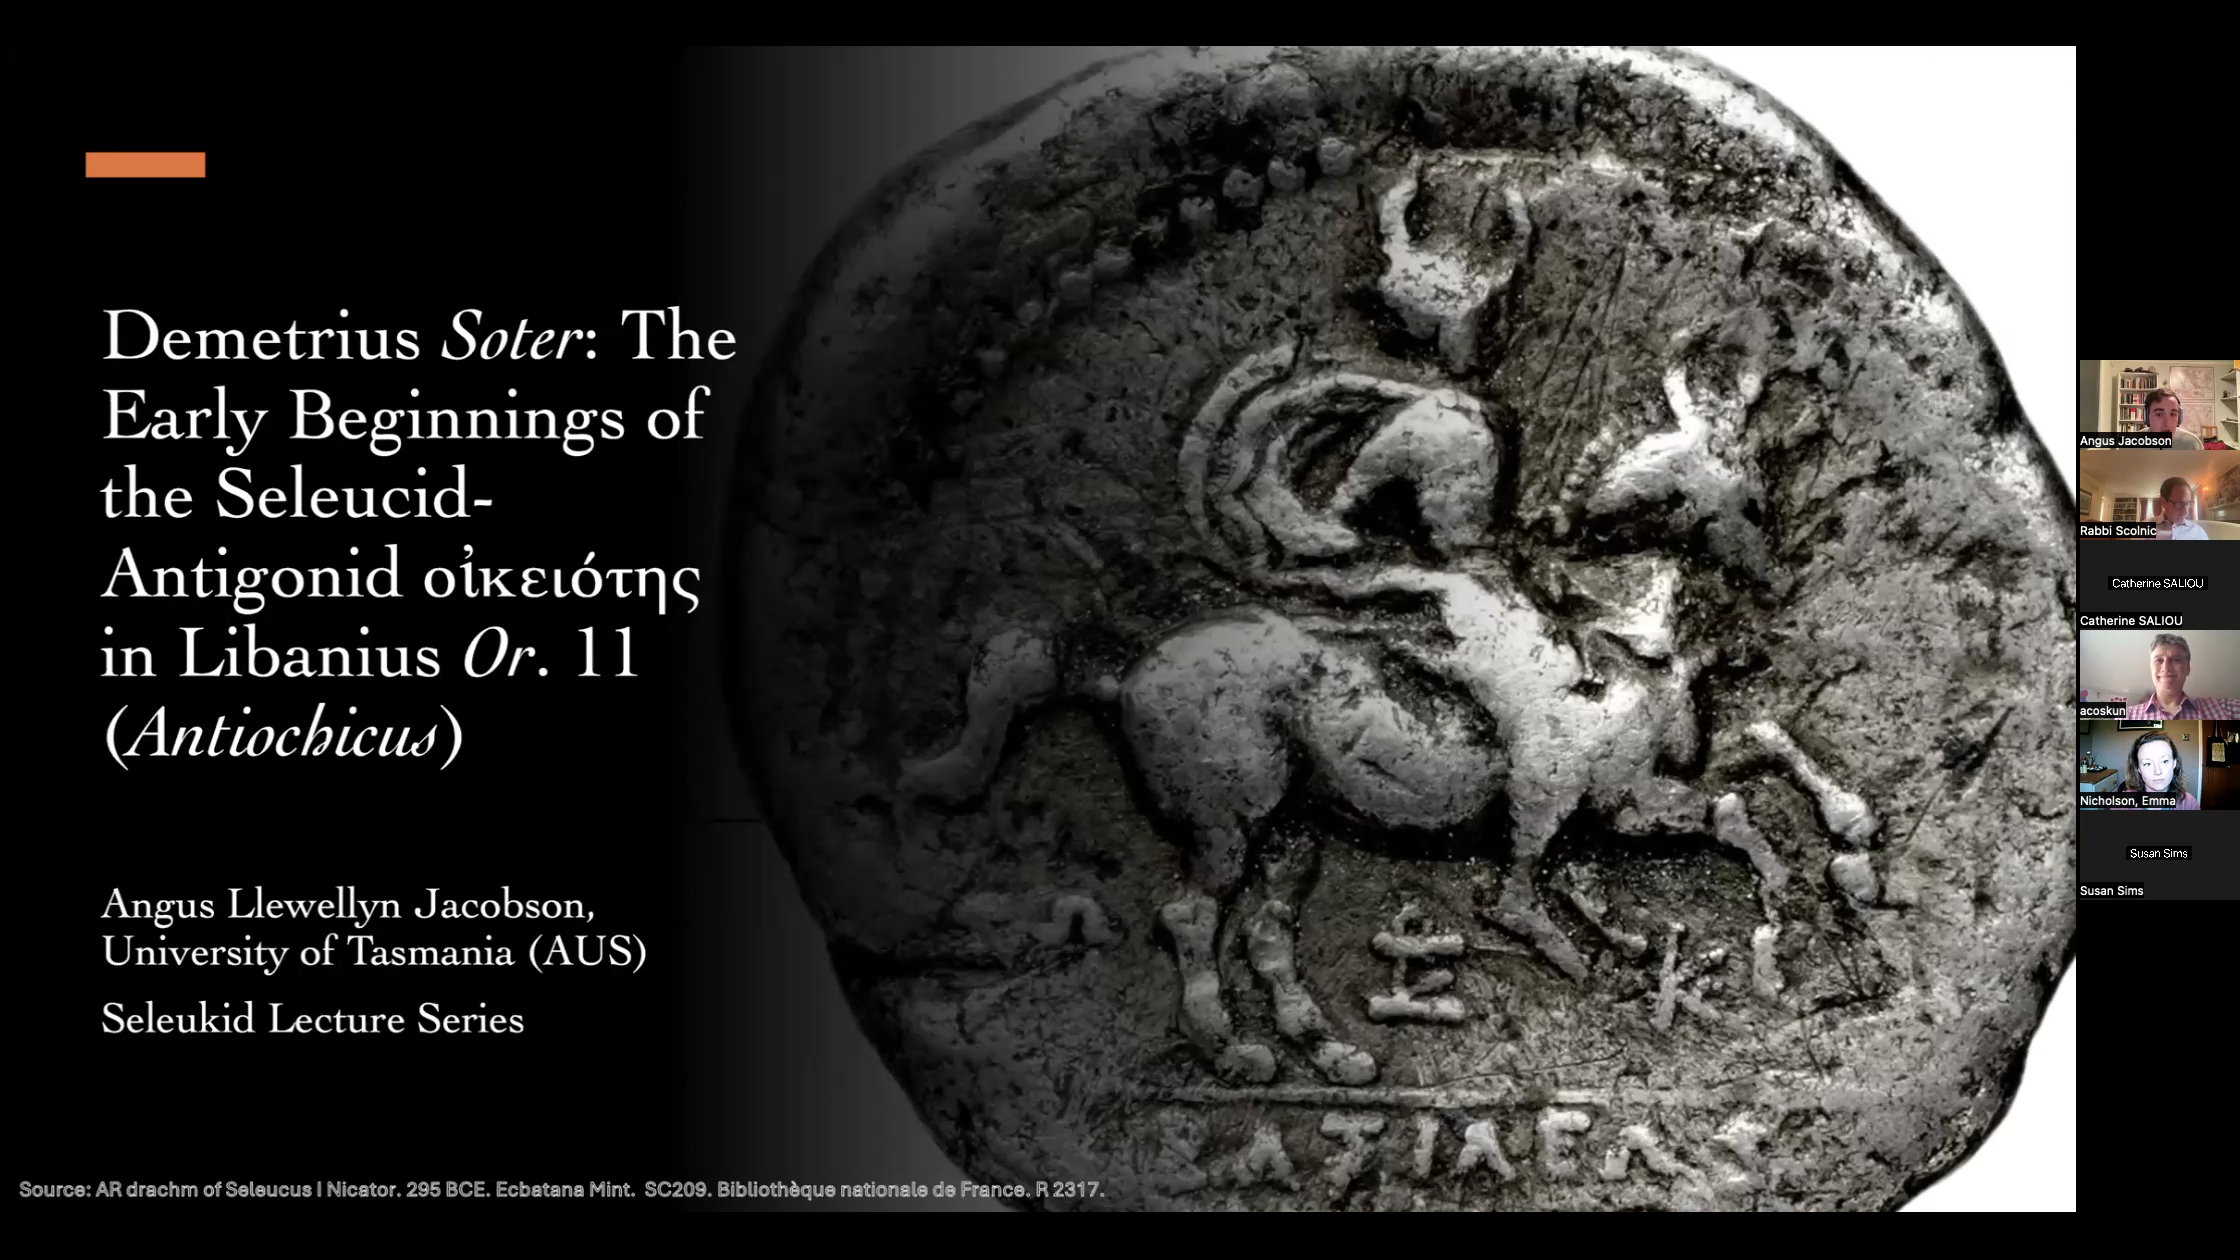 Demetrius Soter: The
Early Beginnings of
the Seleucid-
Antigonid οἰκειότης
in Libanius Or. 11
(Antiochicus)
Angus Llewellyn Jacobson,
University of Tasmania (AUS)
Seleukid Lecture Series
Source: AR drachm of Seleucus I Nicator. 295 BCE. Ecbatana Mint. SC209. Bibliothèque nationale de France. R 2317.
Κ
ΒΑΣΙΛΕΩΣ
Angus Jacobson
Rabbi Scolnic
Catherine SALIOU
Catherine SALIOU
acoskun
Nicholson, Emma
Susan Sims
Susan Sims